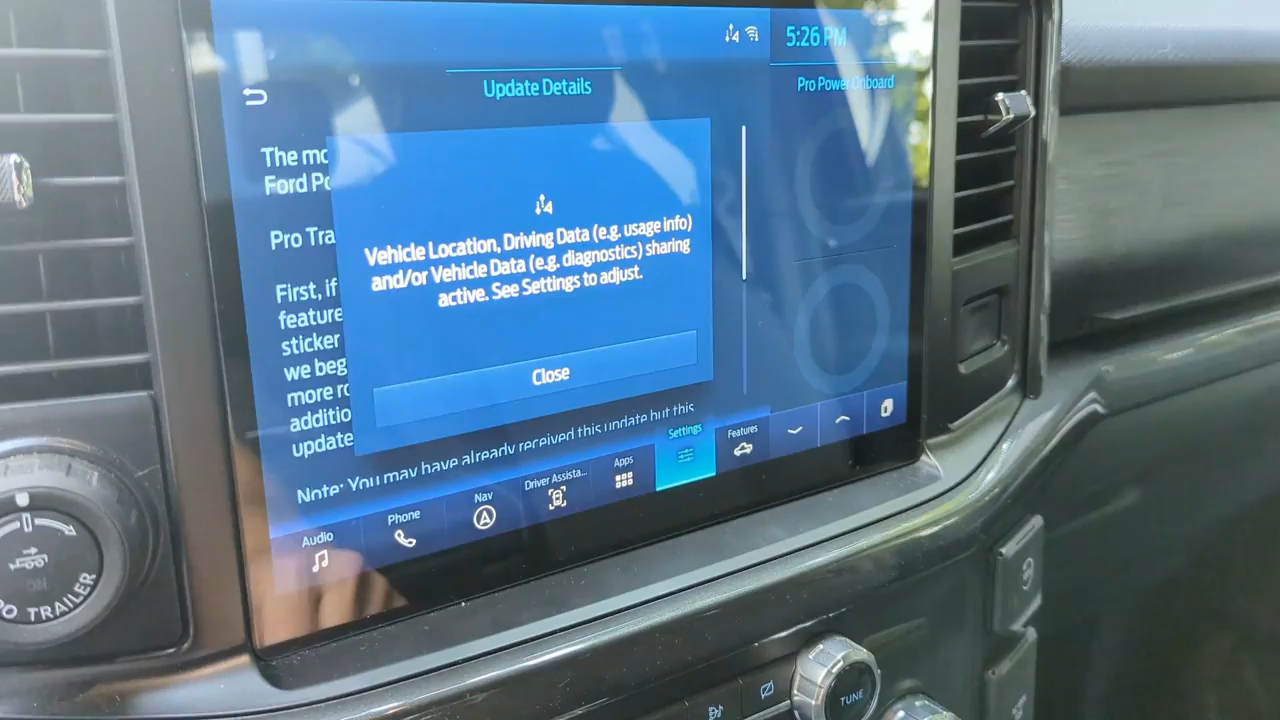 5:26 PM
Update Details
Pro Power Onboard
The mo
Ford Po
Pro Tra
First, if
feature
sticker
we beg
more ro
additio
update
Vehicle Location, Driving Data (e.g. usage info)
and/or Vehicle Data (e.g. diagnostics) sharing
active. See Settings to adjust.
Close
Note: You may have already received this update but this
Audio
Phone
Nav
Driver Assista...
Apps
Settings
Features
ON
O TRAILER
TUNE